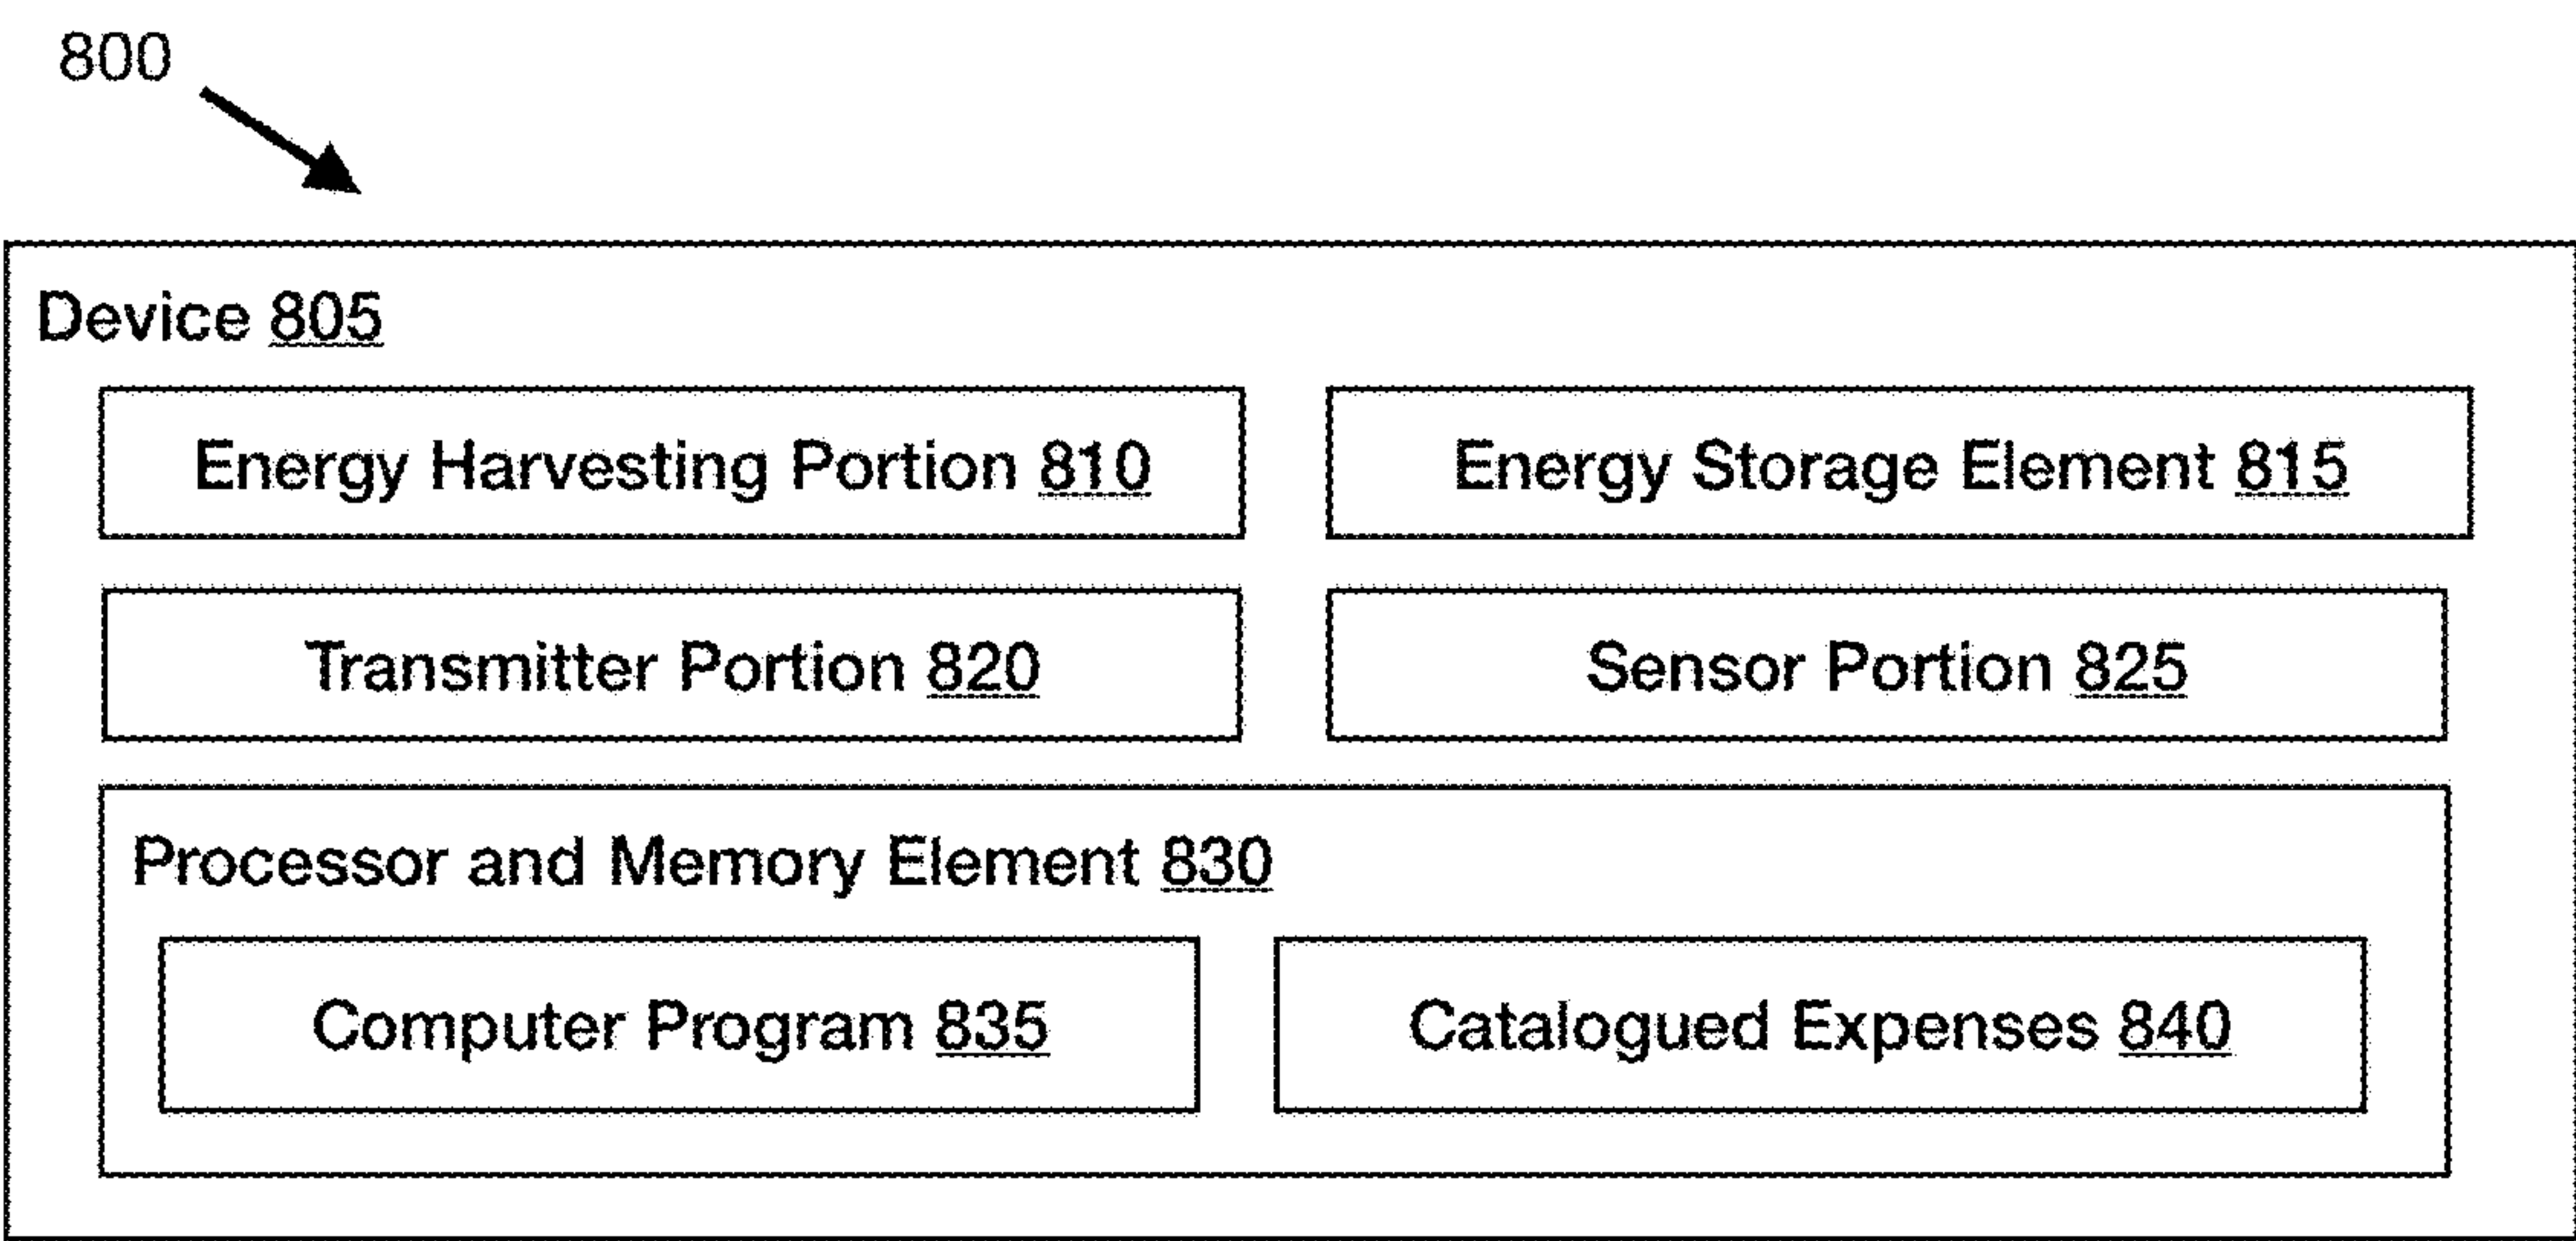 800
Device 805
Energy Harvesting Portion 810
Energy Storage Element 815
Transmitter Portion 820
Sensor Portion 825
Processor and Memory Element 830
Computer Program 835
Catalogued Expenses 840